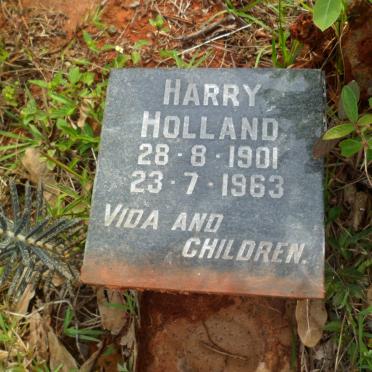 HARRY
HOLLAND
28·8·1901
23·7·1963
VIDA AND
CHILDREN.